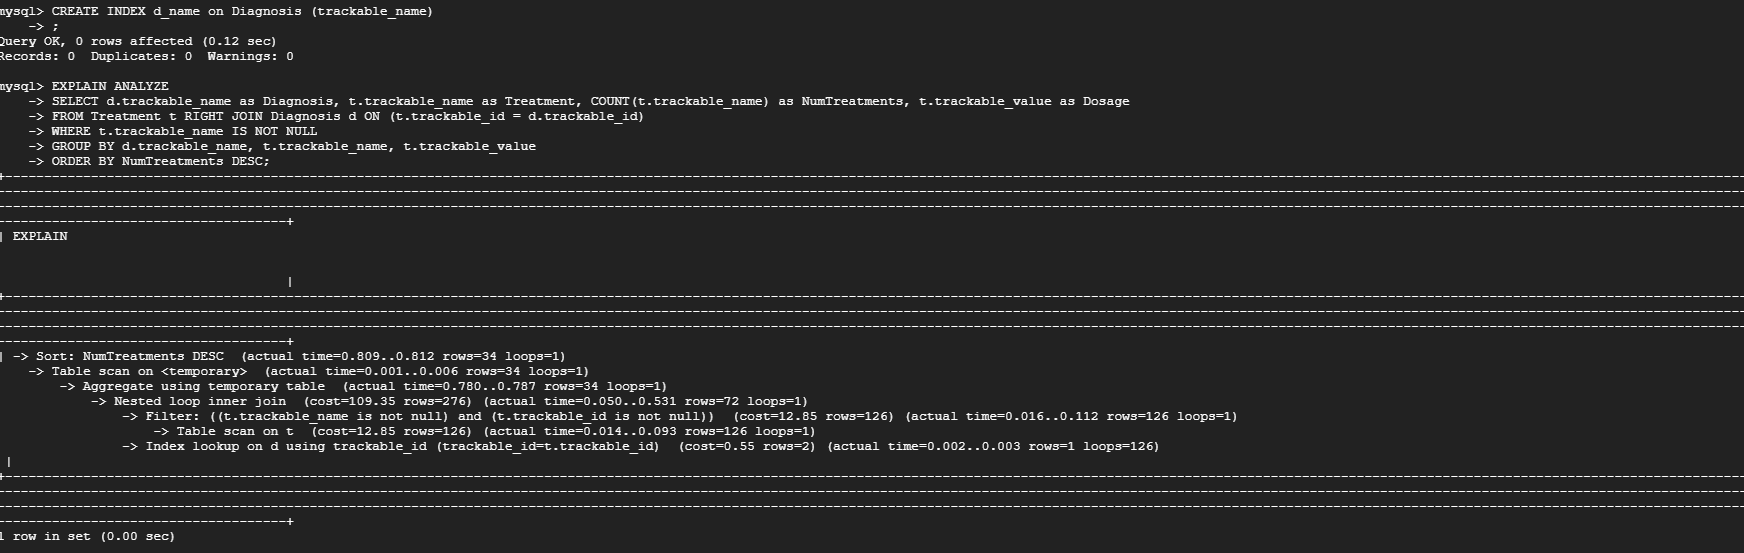 mysql> CREATE INDEX d_name on Diagnosis (trackable_name)
-> ;
Query OK, 0 rows affected (0.12 sec)
Records: 0  Duplicates: 0  Warnings: 0
mysql> EXPLAIN ANALYZE
-> SELECT d.trackable_name as Diagnosis, t.trackable_name as Treatment, COUNT(t.trackable_name) as NumTreatments, t.trackable_value as Dosage
-> FROM Treatment t RIGHT JOIN Diagnosis d ON (t.trackable_id = d.trackable_id)
-> WHERE t.trackable_name IS NOT NULL
-> GROUP BY d.trackable_name, t.trackable_name, t.trackable_value
-> ORDER BY NumTreatments DESC;
| EXPLAIN
|
| -> Sort: NumTreatments DESC  (actual time=0.809..0.812 rows=34 loops=1)
-> Table scan on <temporary>  (actual time=0.001..0.006 rows=34 loops=1)
-> Aggregate using temporary table  (actual time=0.780..0.787 rows=34 loops=1)
-> Nested loop inner join  (cost=109.35 rows=276) (actual time=0.050..0.531 rows=72 loops=1)
-> Filter: ((t.trackable_name is not null) and (t.trackable_id is not null))  (cost=12.85 rows=126) (actual time=0.016..0.112 rows=126 loops=1)
-> Table scan on t  (cost=12.85 rows=126) (actual time=0.014..0.093 rows=126 loops=1)
-> Index lookup on d using trackable_id (trackable_id=t.trackable_id)  (cost=0.55 rows=2) (actual time=0.002..0.003 rows=1 loops=126)
|
1 row in set (0.00 sec)